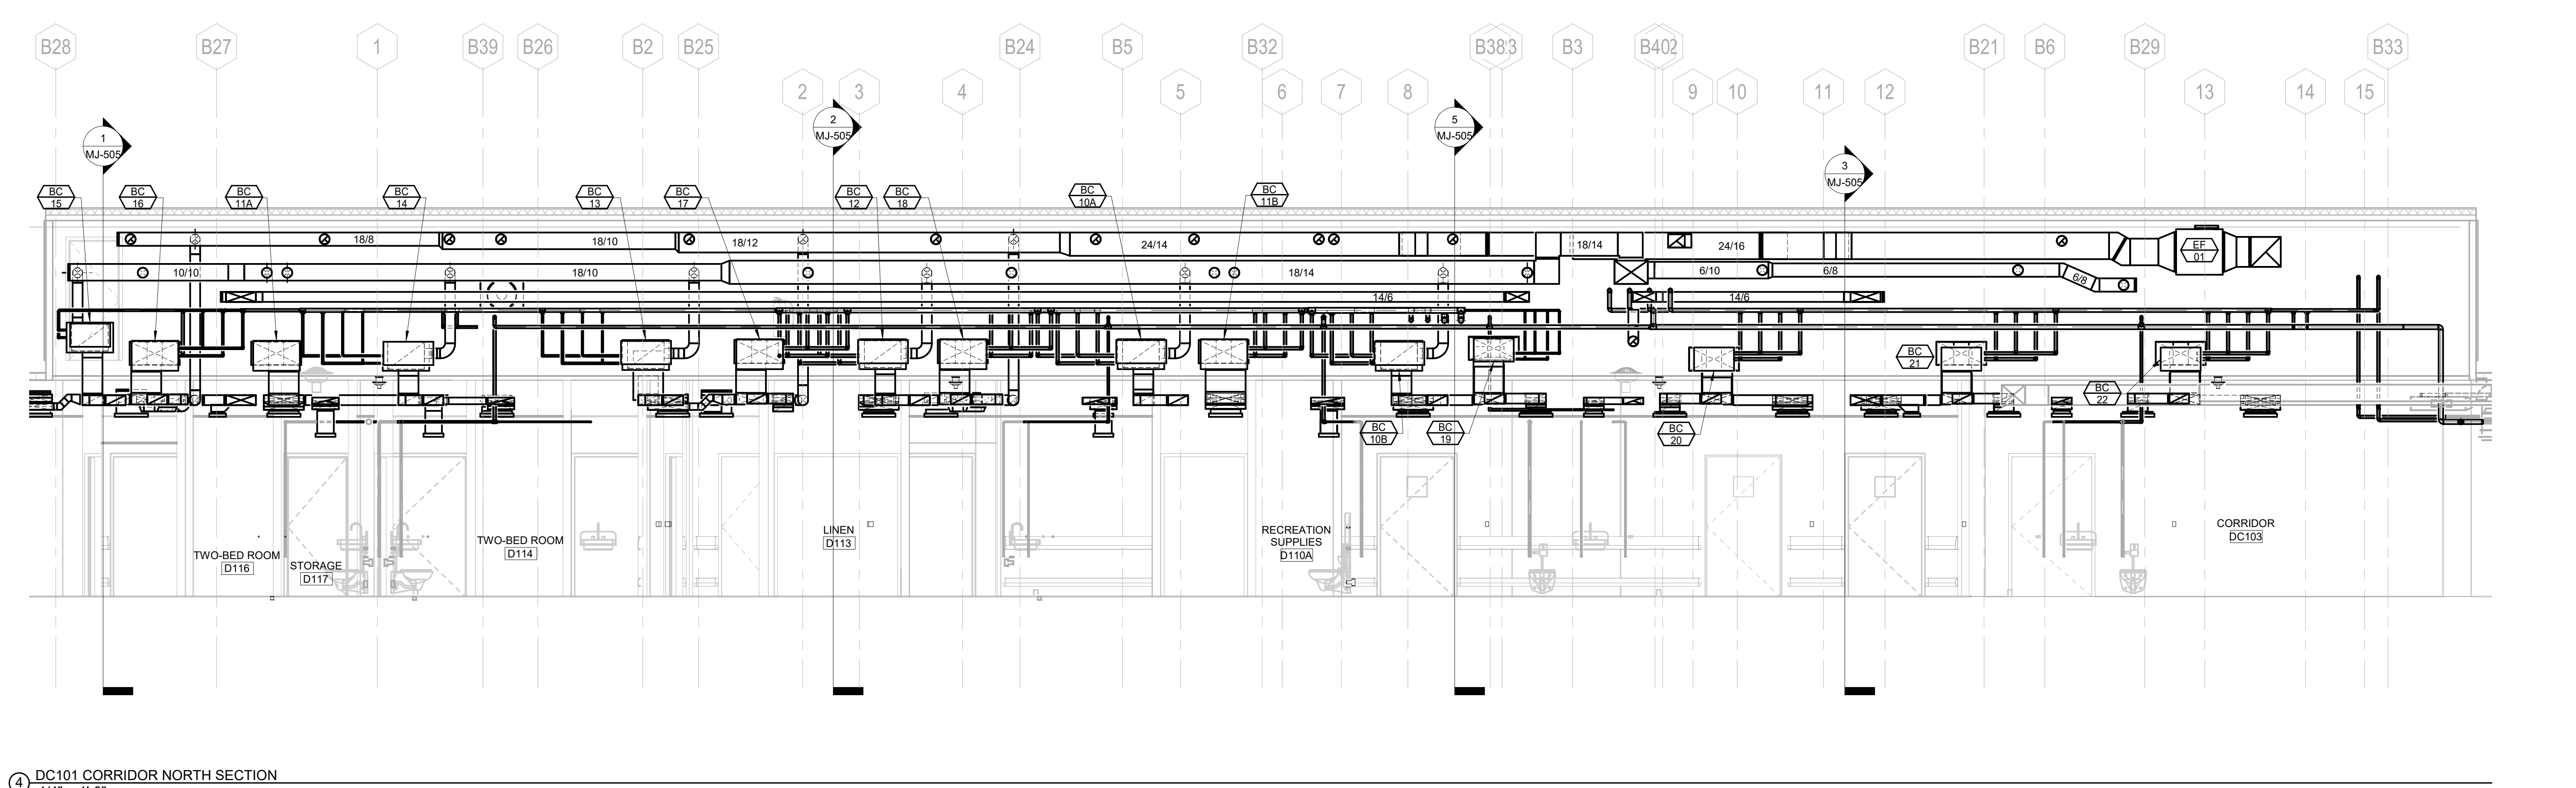 B28
B27
1
B39
B26
B2
B25
B24
B5
B32
B38
3
B3
B40
2
B21
B6
B29
B33
2
3
4
5
6
7
8
9
10
11
12
13
14
15
1
MJ-505
2
MJ-505
5
MJ-505
3
MJ-505
BC
15
BC
16
BC
11A
BC
14
BC
13
BC
17
BC
12
BC
18
BC
10A
BC
11B
18/8
18/10
18/12
24/14
18/14
24/16
EF
01
10/10
18/10
18/14
6/10
6/8
6/8
14/6
14/6
BC
21
BC
22
BC
10B
BC
19
BC
20
TWO-BED ROOM
D116
STORAGE
D117
TWO-BED ROOM
D114
LINEN
D113
RECREATION
SUPPLIES
D110A
CORRIDOR
DC103
4
DC101 CORRIDOR NORTH SECTION